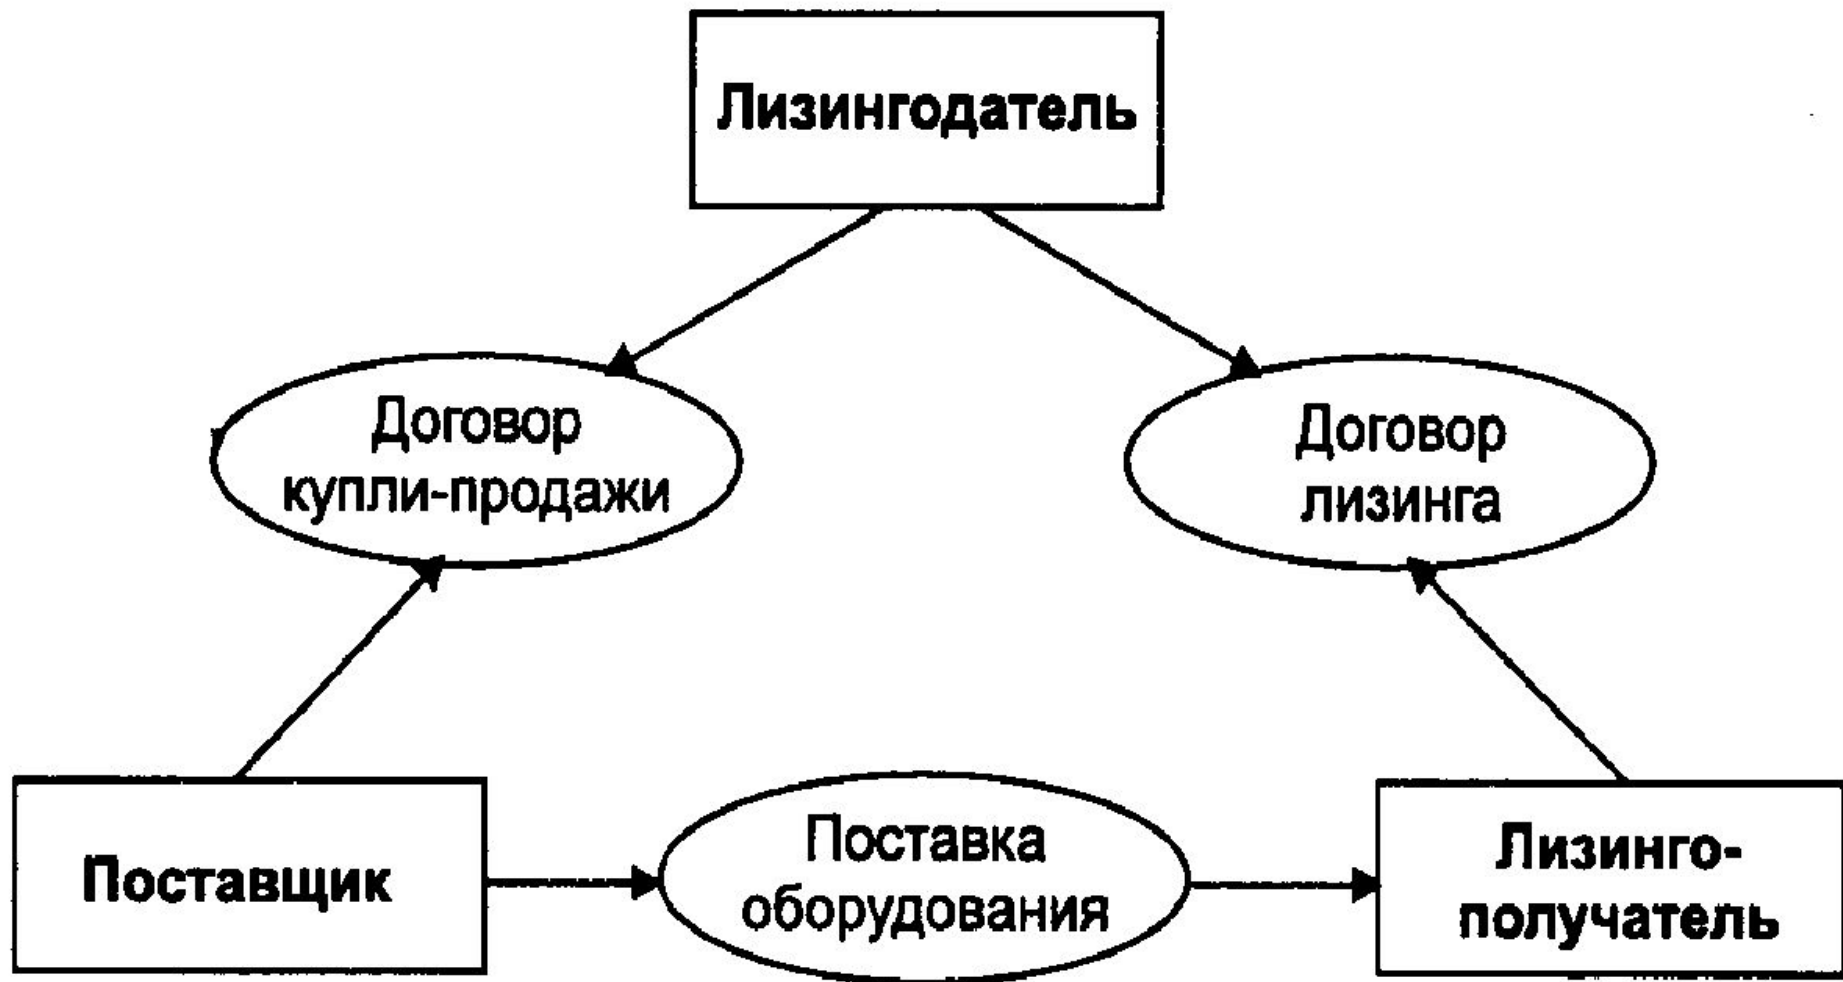 Лизингодатель
Договор
купли-продажи
Договор
лизинга
Поставщик
Поставка
оборудования
Лизинго-
получатель